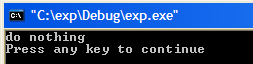 "C:\exp\Debug\exp.exe"
do nothing
Press any key to continue